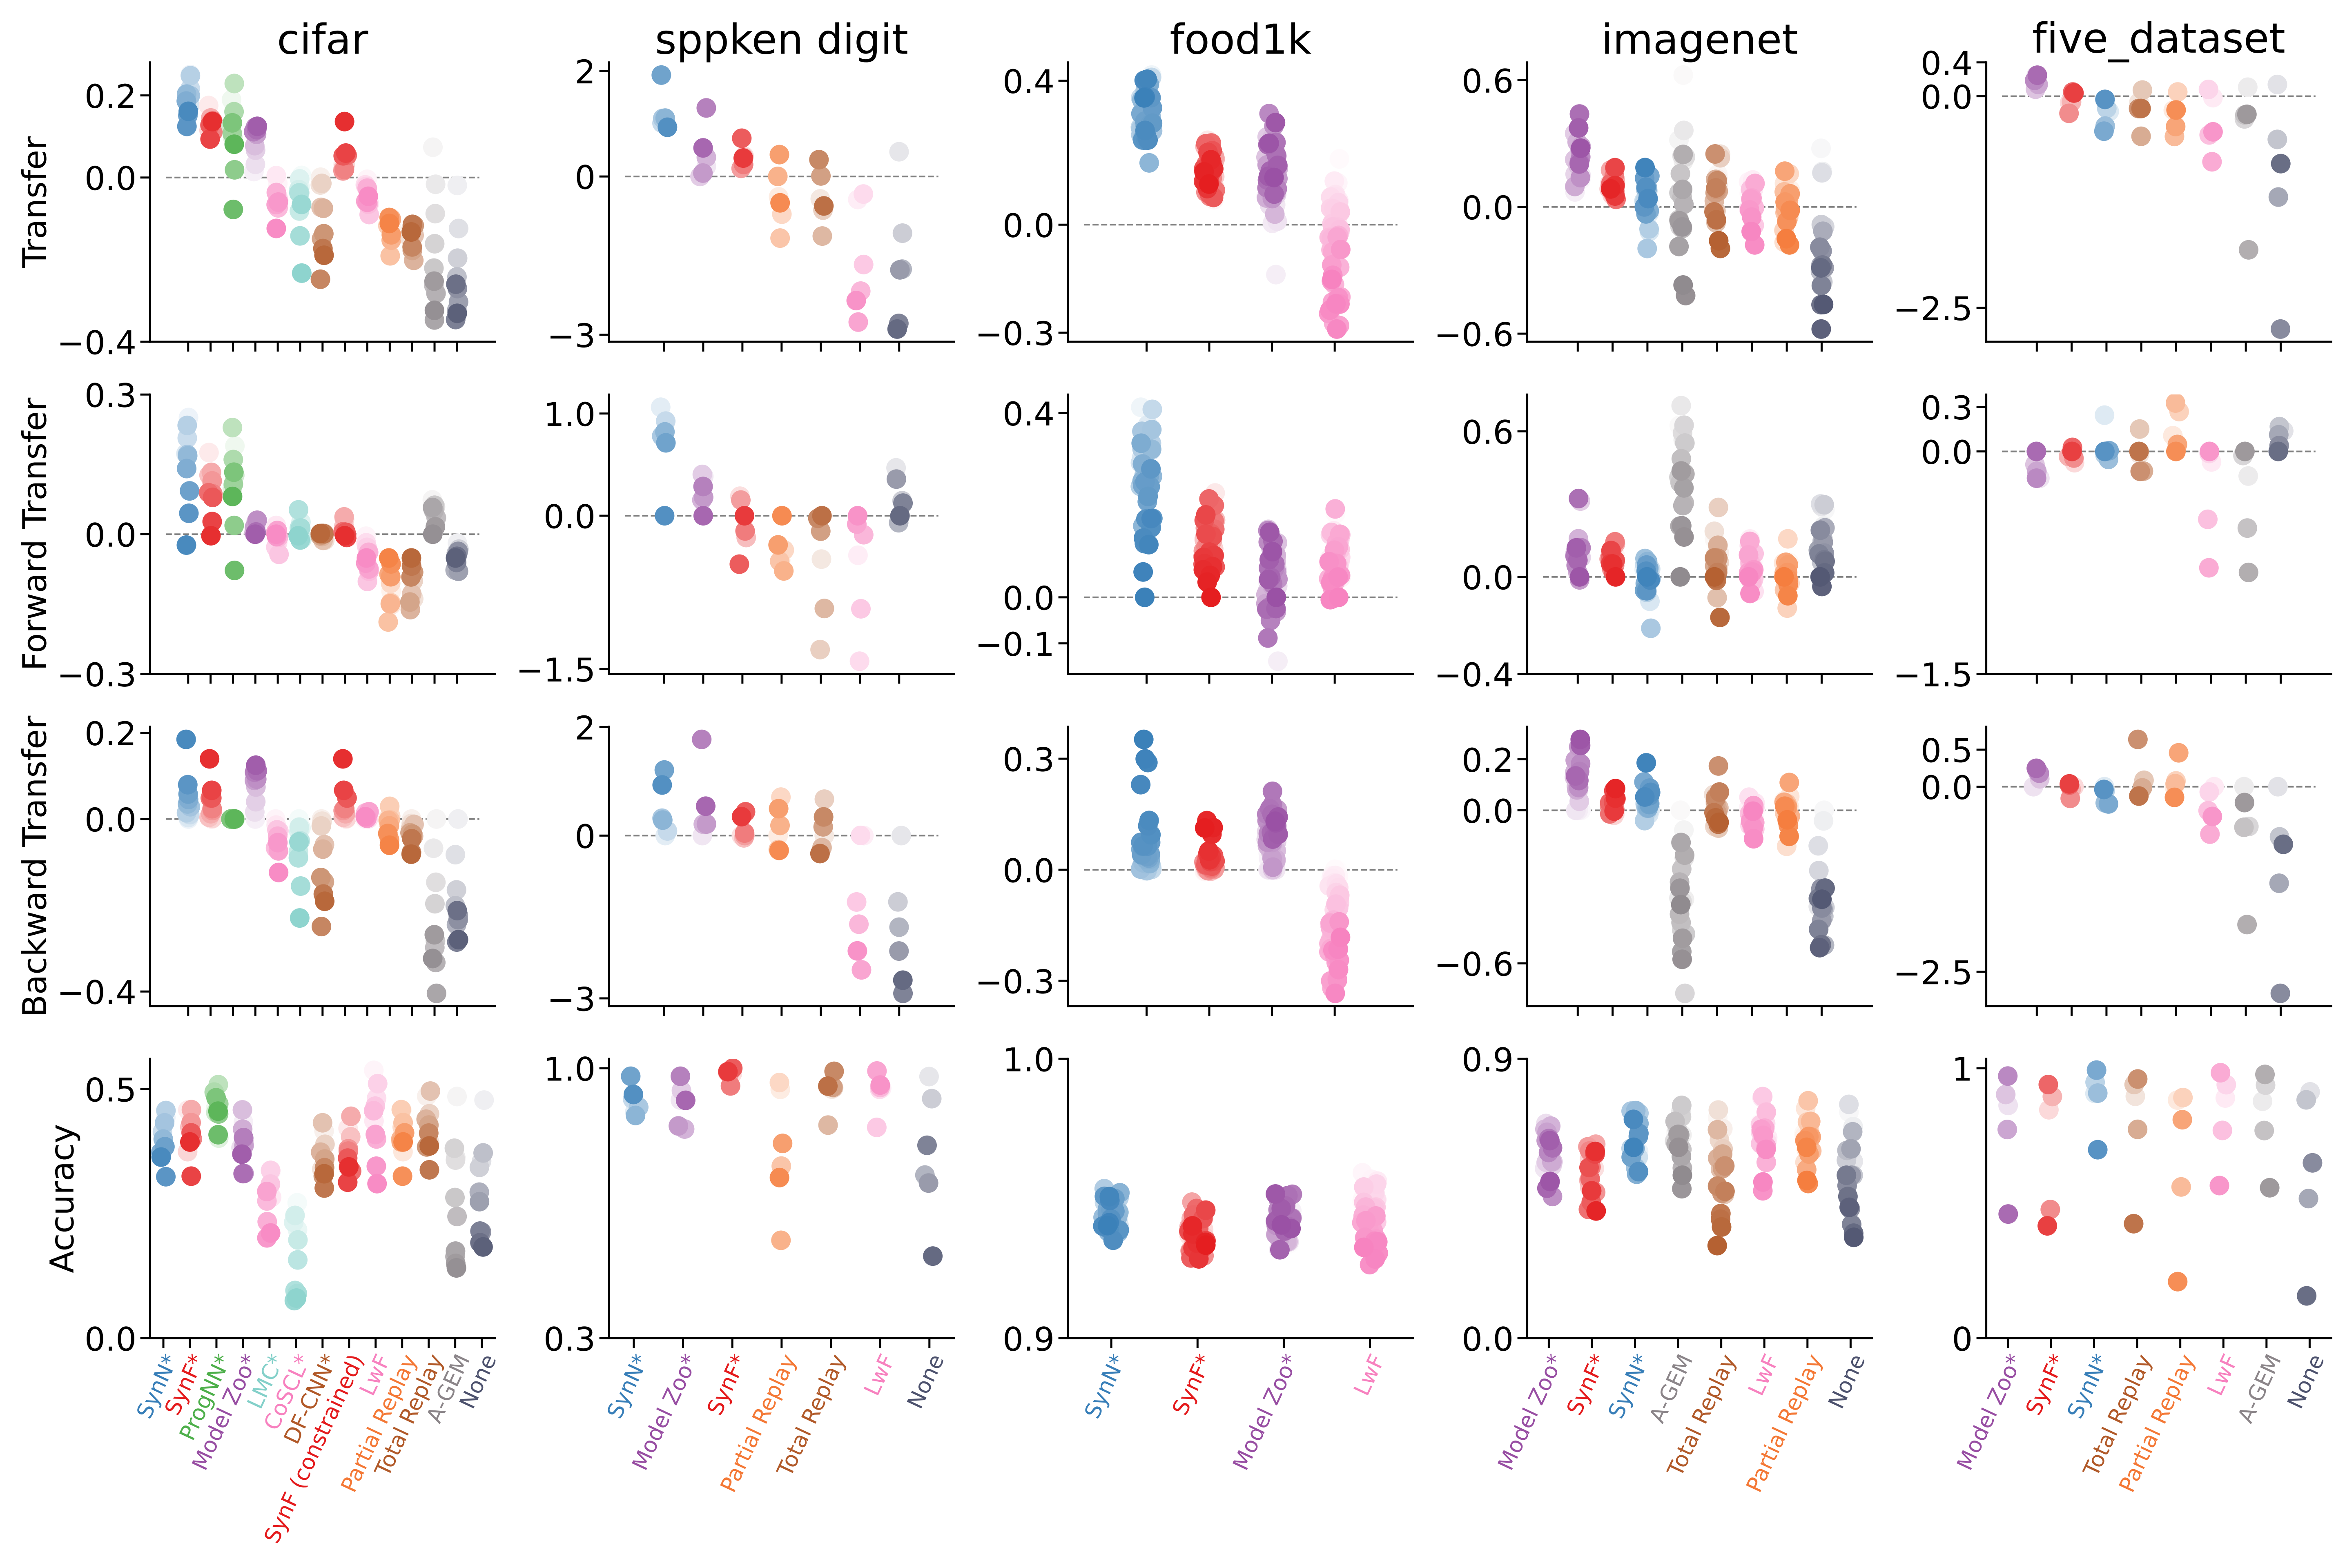 cifar
sppken digit
food1k
imagenet
five_dataset
Transfer
0.2
0.0
−0.4
2
0
−3
0.4
0.0
−0.3
0.6
0.0
−0.6
0.4
0.0
−2.5
Forward Transfer
0.3
0.0
−0.3
1.0
0.0
−1.5
0.4
0.0
−0.1
0.6
0.0
−0.4
0.3
0.0
−1.5
Backward Transfer
0.2
0.0
−0.4
2
0
−3
0.3
0.0
−0.3
0.2
0.0
−0.6
0.5
0.0
−2.5
Accuracy
0.5
0.0
1.0
0.3
1.0
0.9
0.9
0.0
1
0
SynN*
SynF*
ProgNN*
Model Zoo*
LMC*
CoSCL*
DF-CNN*
SynF (constrained)
LwF
Partial Replay
Total Replay
A-GEM
None
SynN*
Model Zoo*
SynF*
Partial Replay
Total Replay
LwF
None
SynN*
SynF*
Model Zoo*
LwF
Model Zoo*
SynF*
SynN*
A-GEM
Total Replay
LwF
Partial Replay
None
Model Zoo*
SynF*
SynN*
Total Replay
Partial Replay
LwF
A-GEM
None